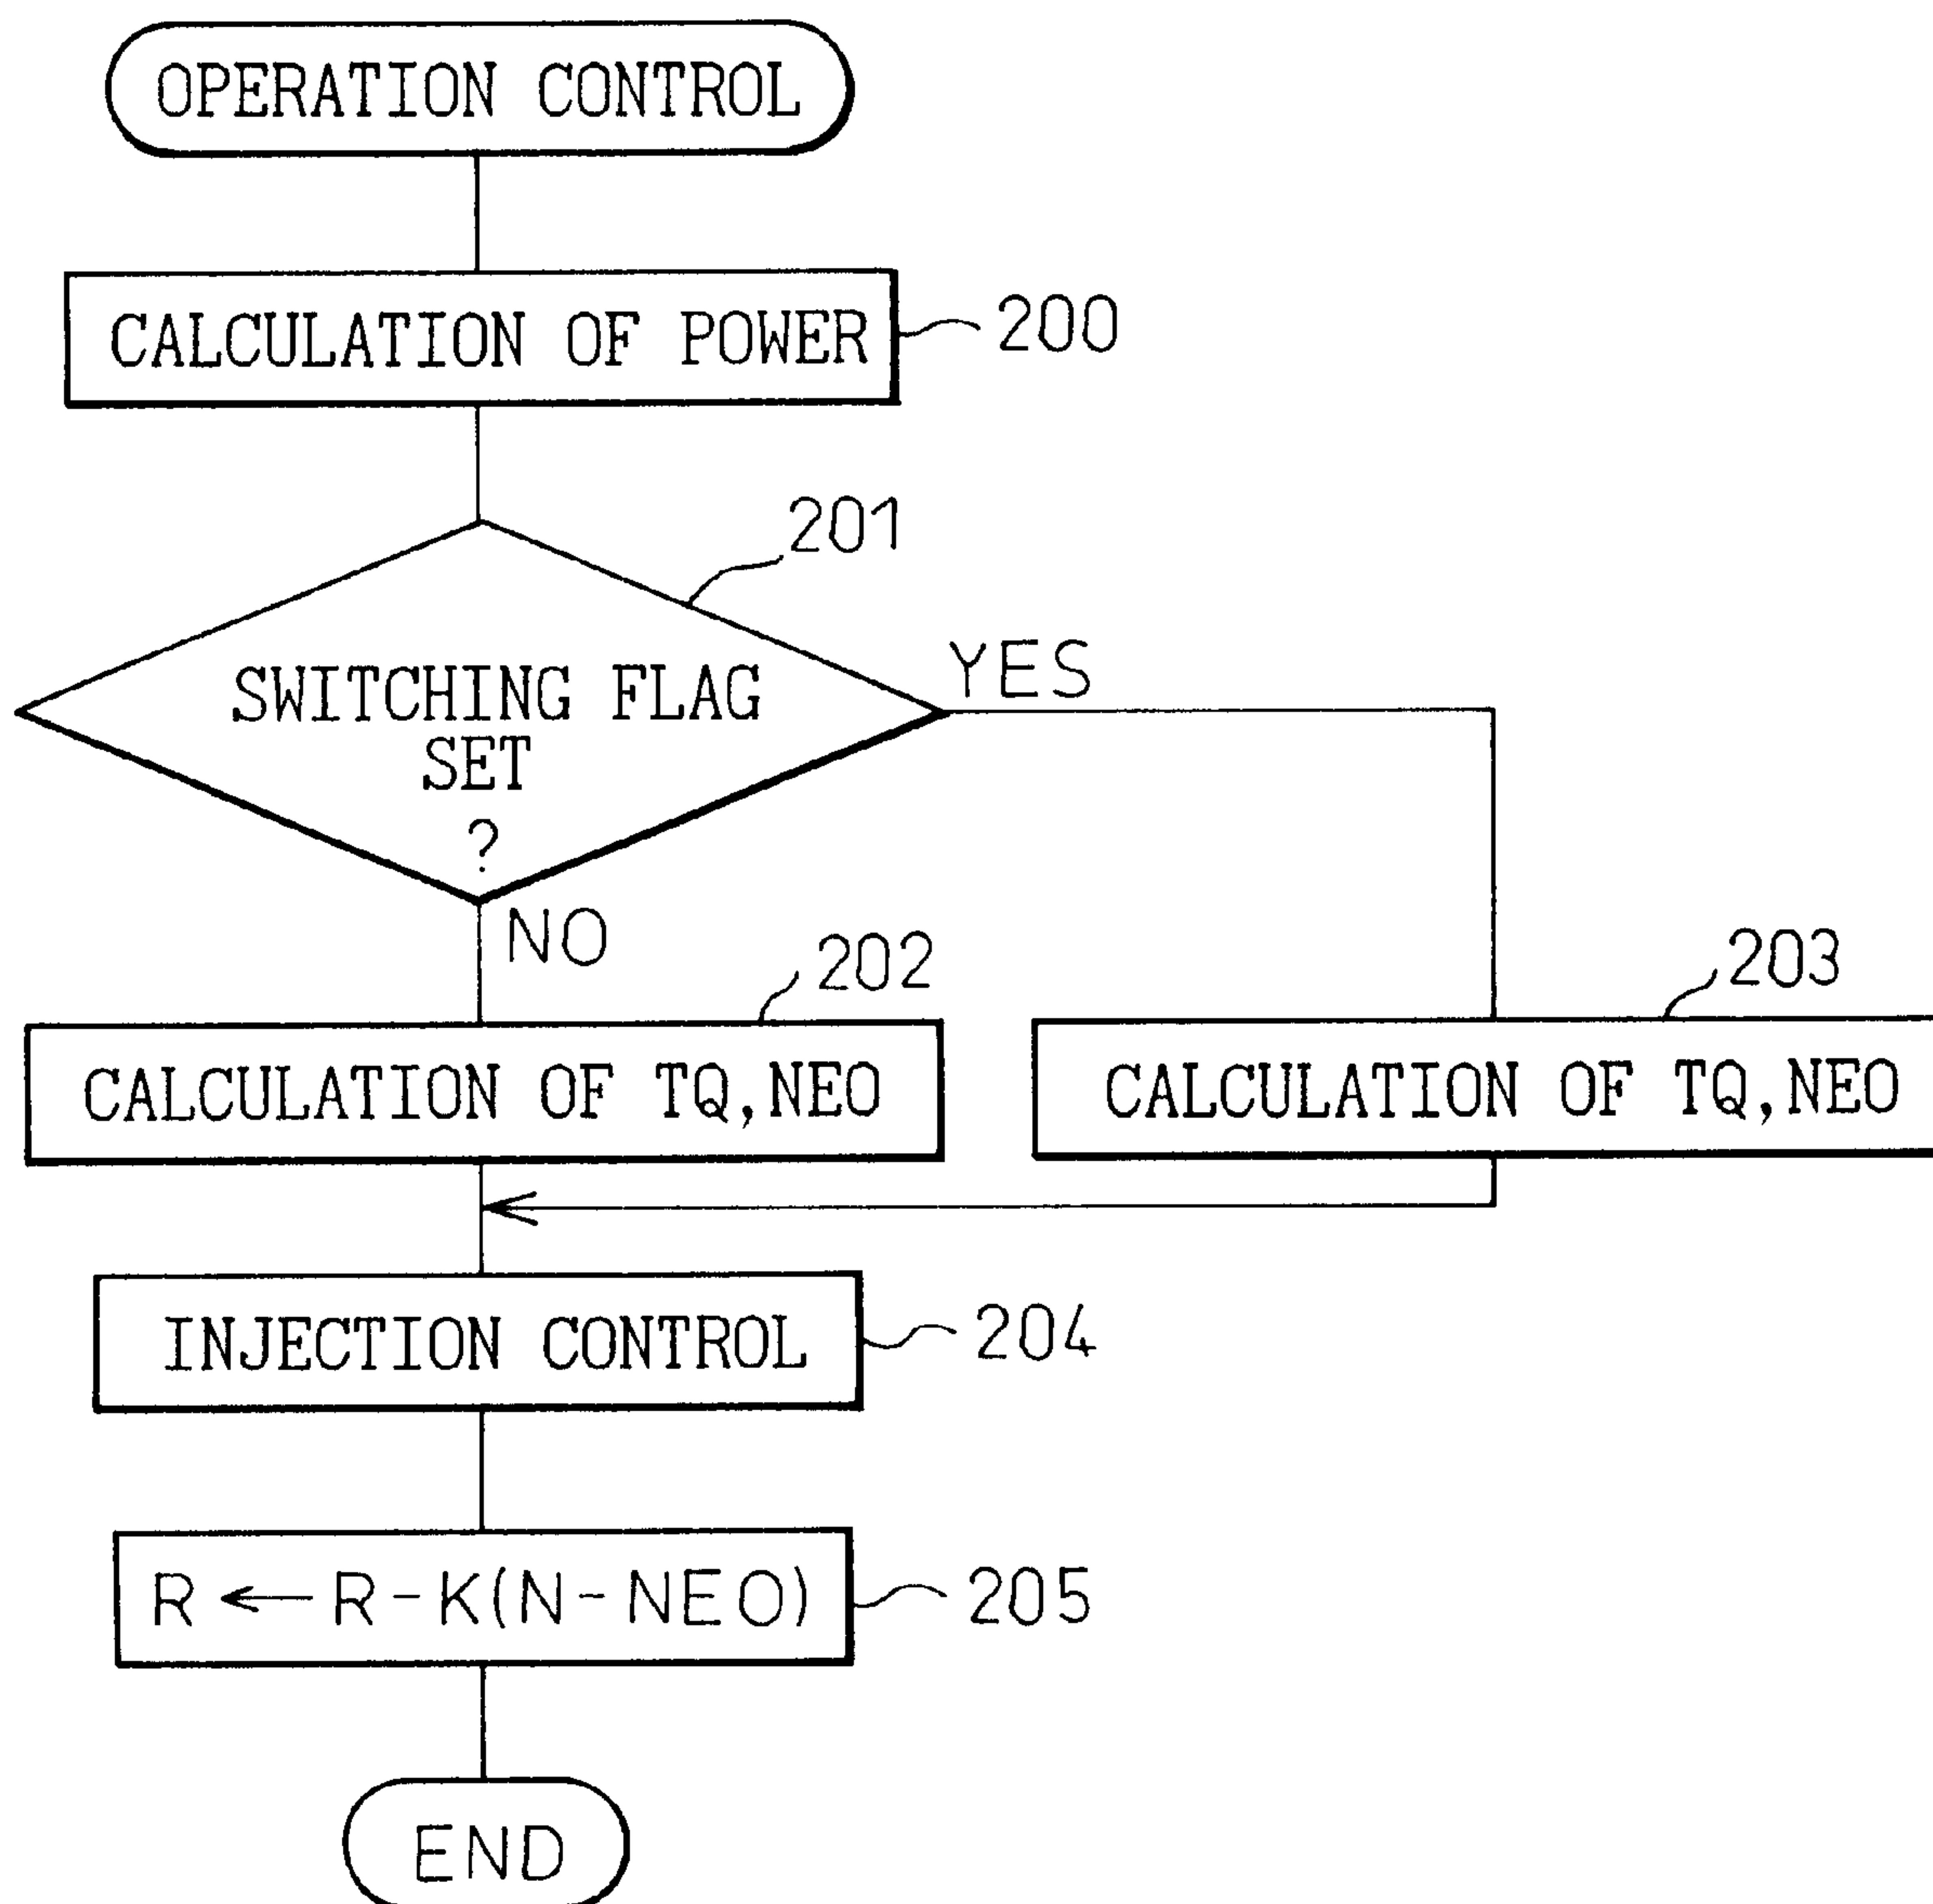 OPERATION CONTROL
CALCULATION OF POWER
200
201
SWITCHING FLAG
SET
?
YES
NO
202
203
CALCULATION OF TQ,NEO
CALCULATION OF TQ,NEO
INJECTION CONTROL
204
R ← R-K(N-NEO)
205
END